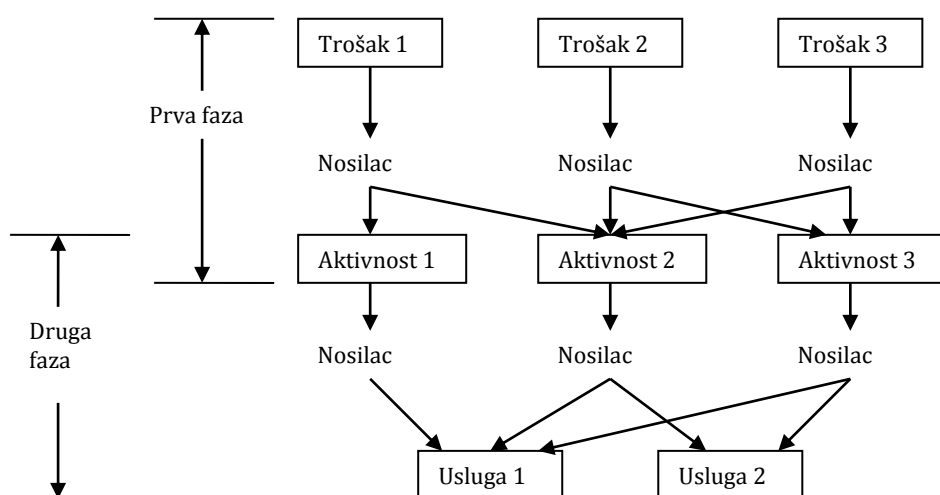 Trošak 1
Trošak 2
Trošak 3
Prva faza
Nosilac
Nosilac
Nosilac
Aktivnost 1
Aktivnost 2
Aktivnost 3
Druga
faza
Nosilac
Nosilac
Nosilac
Usluga 1
Usluga 2